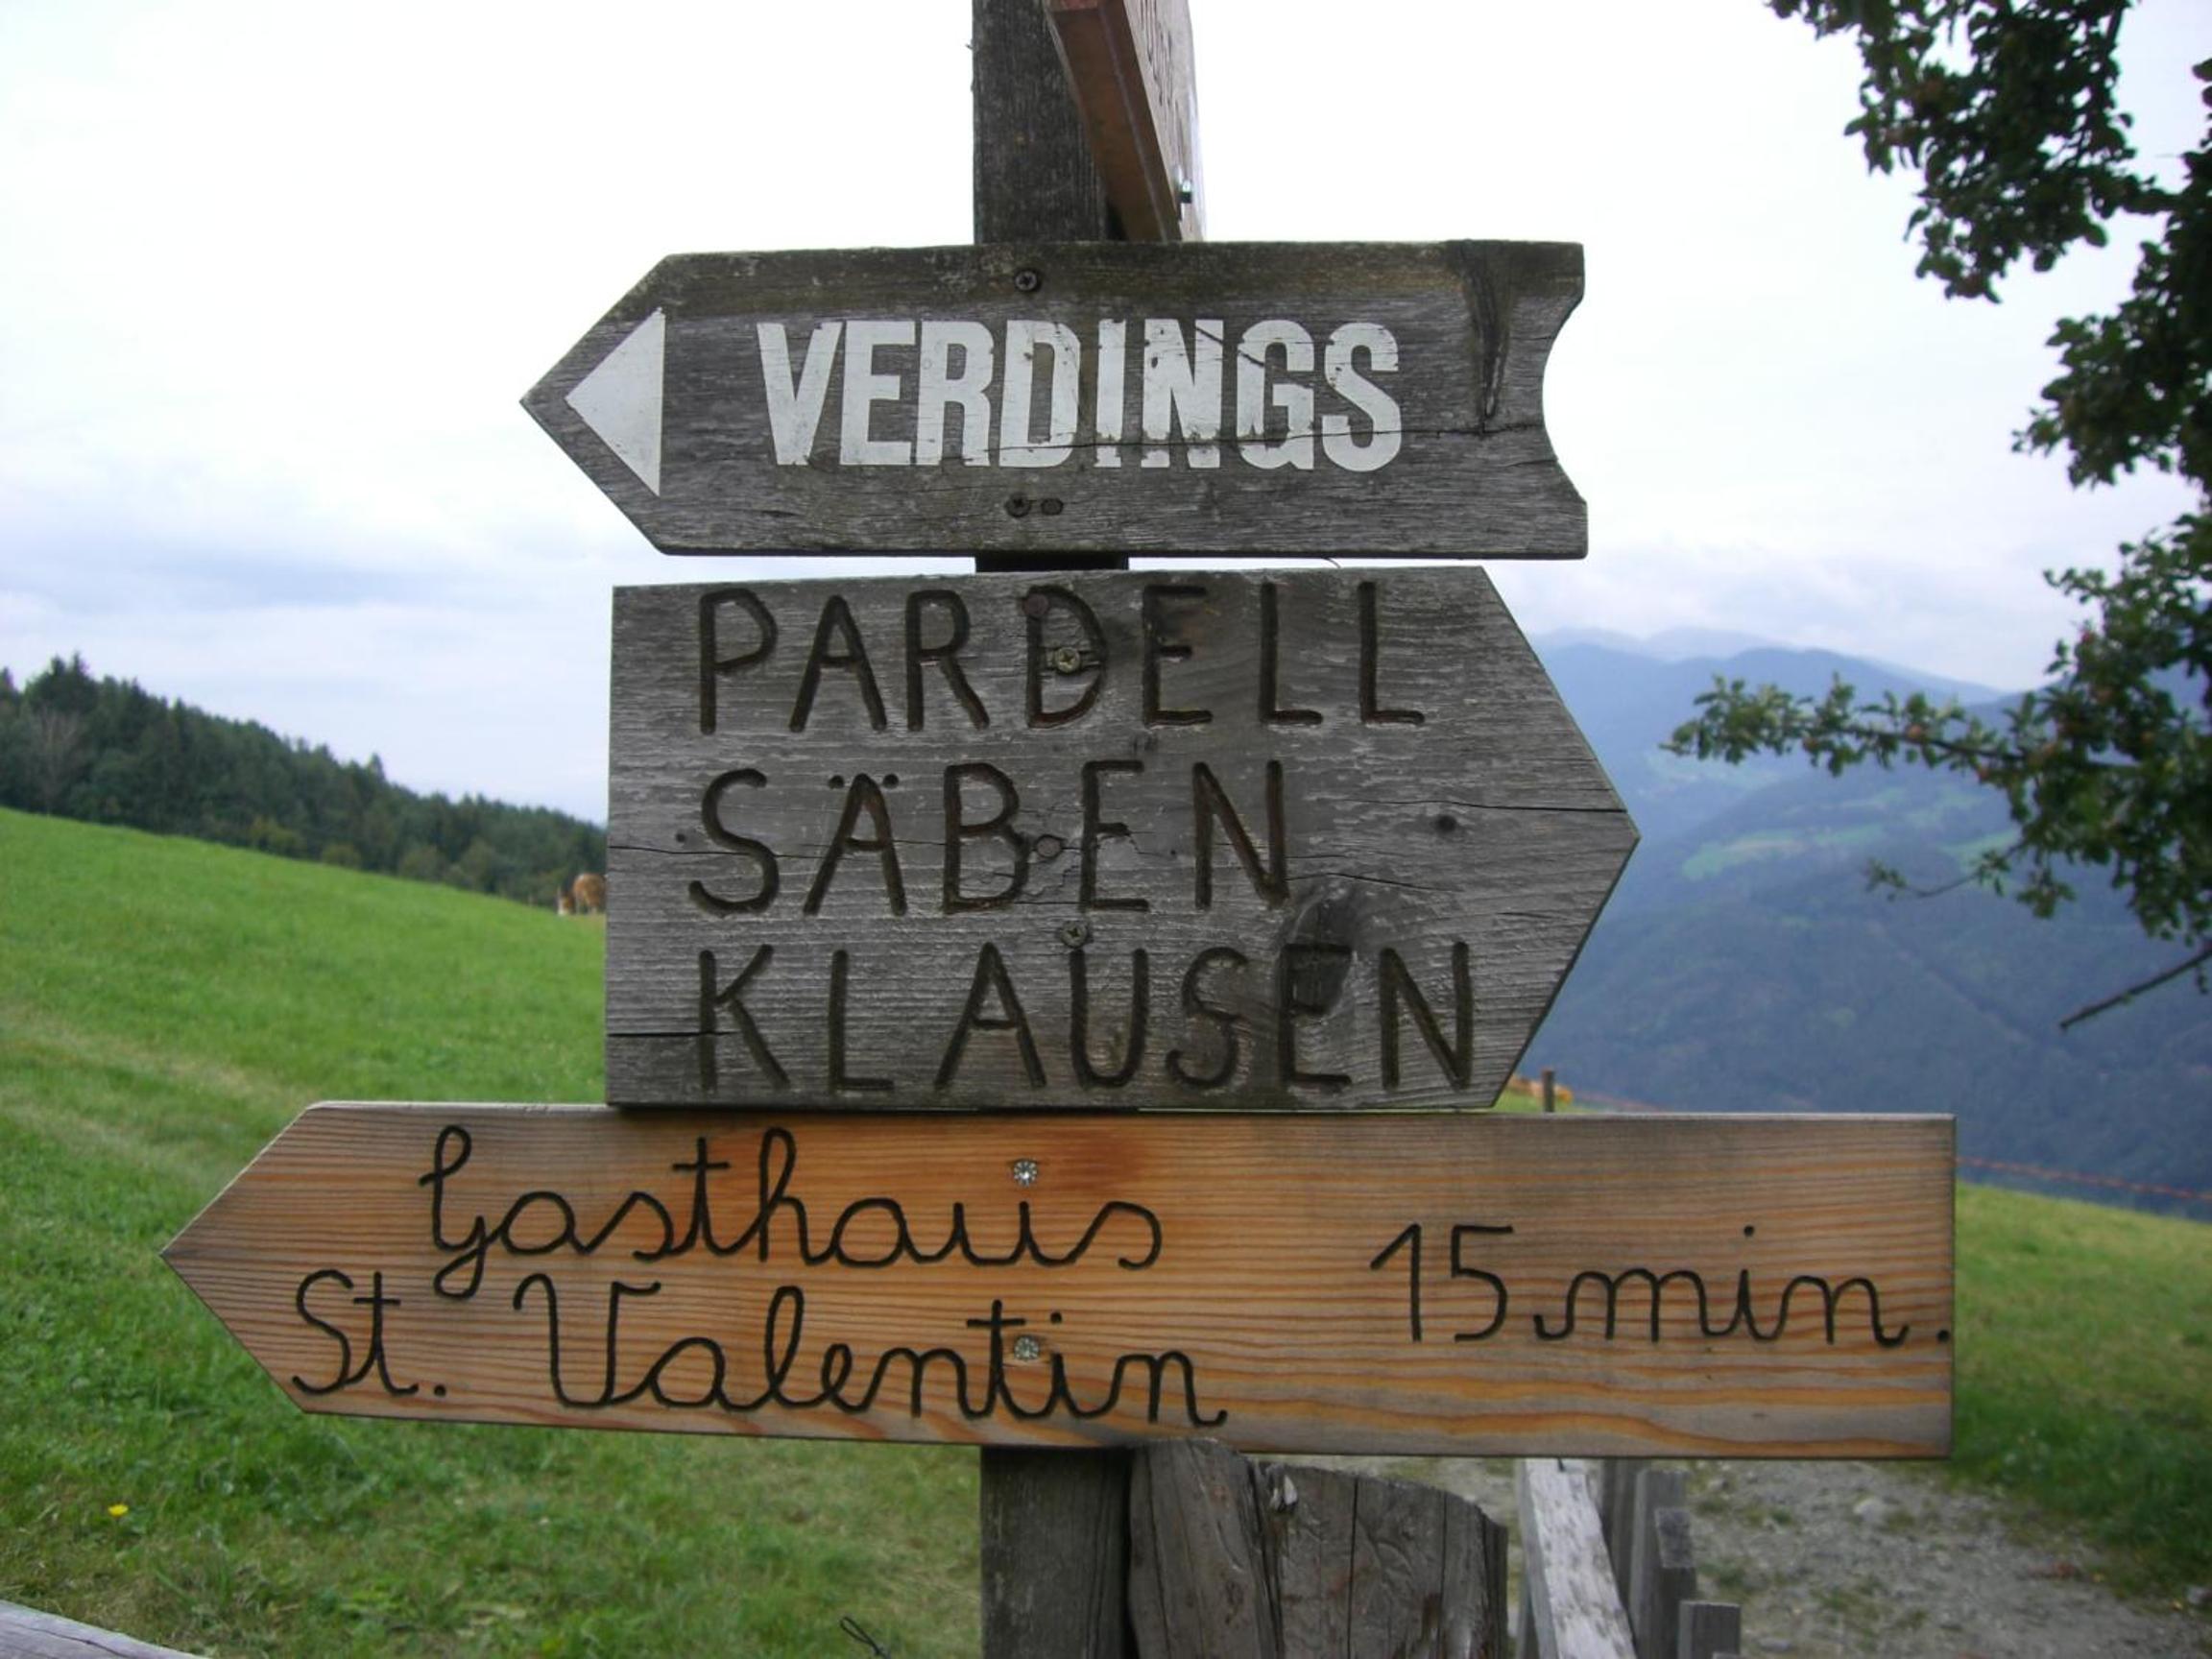 VERDINGS
PARDELL
SÄBEN
KLAUSEN
Gasthaus
St. Valentin
15 min.